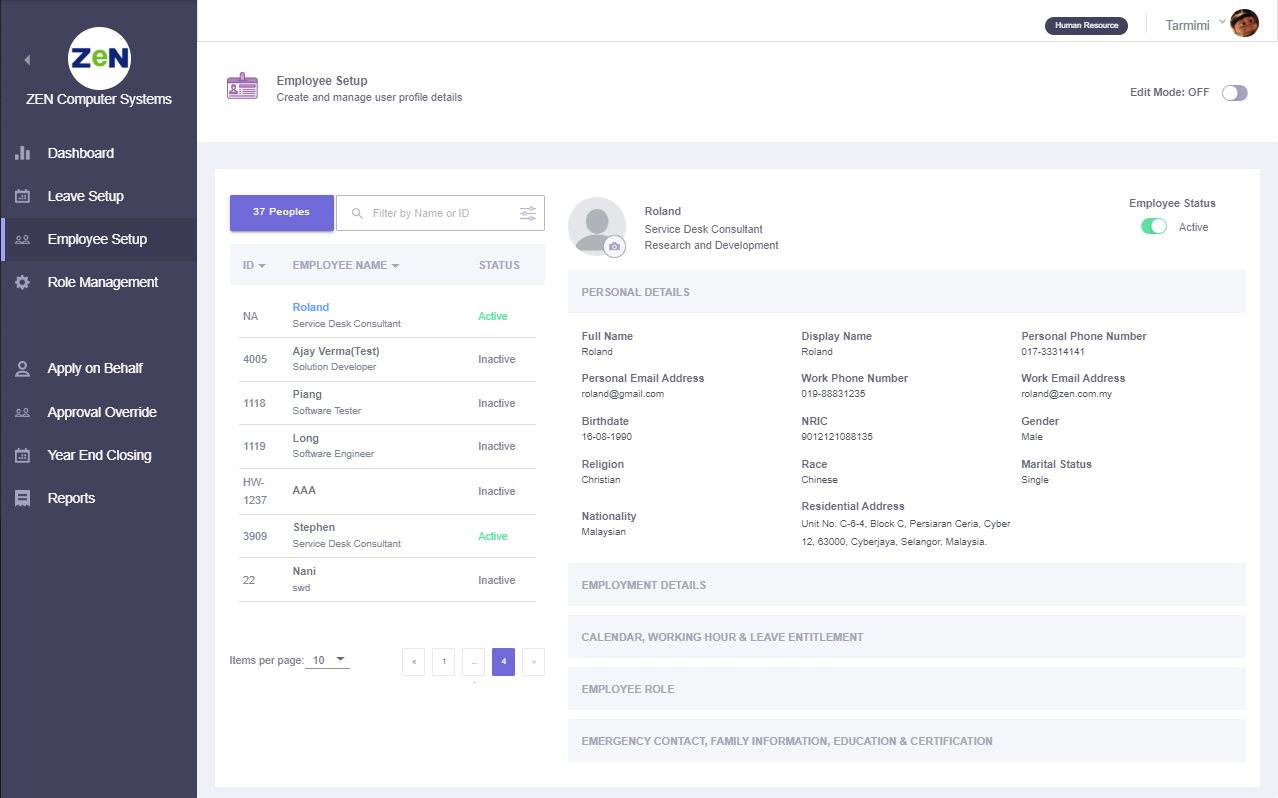 ZeN
ZEN Computer Systems
Dashboard
Leave Setup
Employee Setup
Role Management
Apply on Behalf
Approval Override
Year End Closing
Reports
Human Resource
Tarmimi
Employee Setup
Create and manage user profile details
Edit Mode: OFF
37 Peoples
Filter by Name or ID
ID
EMPLOYEE NAME
STATUS
NA
Roland
Service Desk Consultant
Active
4005
Ajay Verma(Test)
Solution Developer
Inactive
1118
Piang
Software Tester
Inactive
1119
Long
Software Engineer
Inactive
HW-
1237
AAA
Inactive
3909
Stephen
Service Desk Consultant
Active
22
Nani
swd
Inactive
Items per page: 10
« 1 ... 4 »
Roland
Service Desk Consultant
Research and Development
Employee Status
Active
PERSONAL DETAILS
Full Name
Roland
Display Name
Roland
Personal Phone Number
017-33314141
Personal Email Address
roland@gmail.com
Work Phone Number
019-88831235
Work Email Address
roland@zen.com.my
Birthdate
16-08-1990
NRIC
9012121088135
Gender
Male
Religion
Christian
Race
Chinese
Marital Status
Single
Nationality
Malaysian
Residential Address
Unit No. C-6-4, Block C, Persiaran Ceria, Cyber
12, 63000, Cyberjaya, Selangor, Malaysia.
EMPLOYMENT DETAILS
CALENDAR, WORKING HOUR & LEAVE ENTITLEMENT
EMPLOYEE ROLE
EMERGENCY CONTACT, FAMILY INFORMATION, EDUCATION & CERTIFICATION